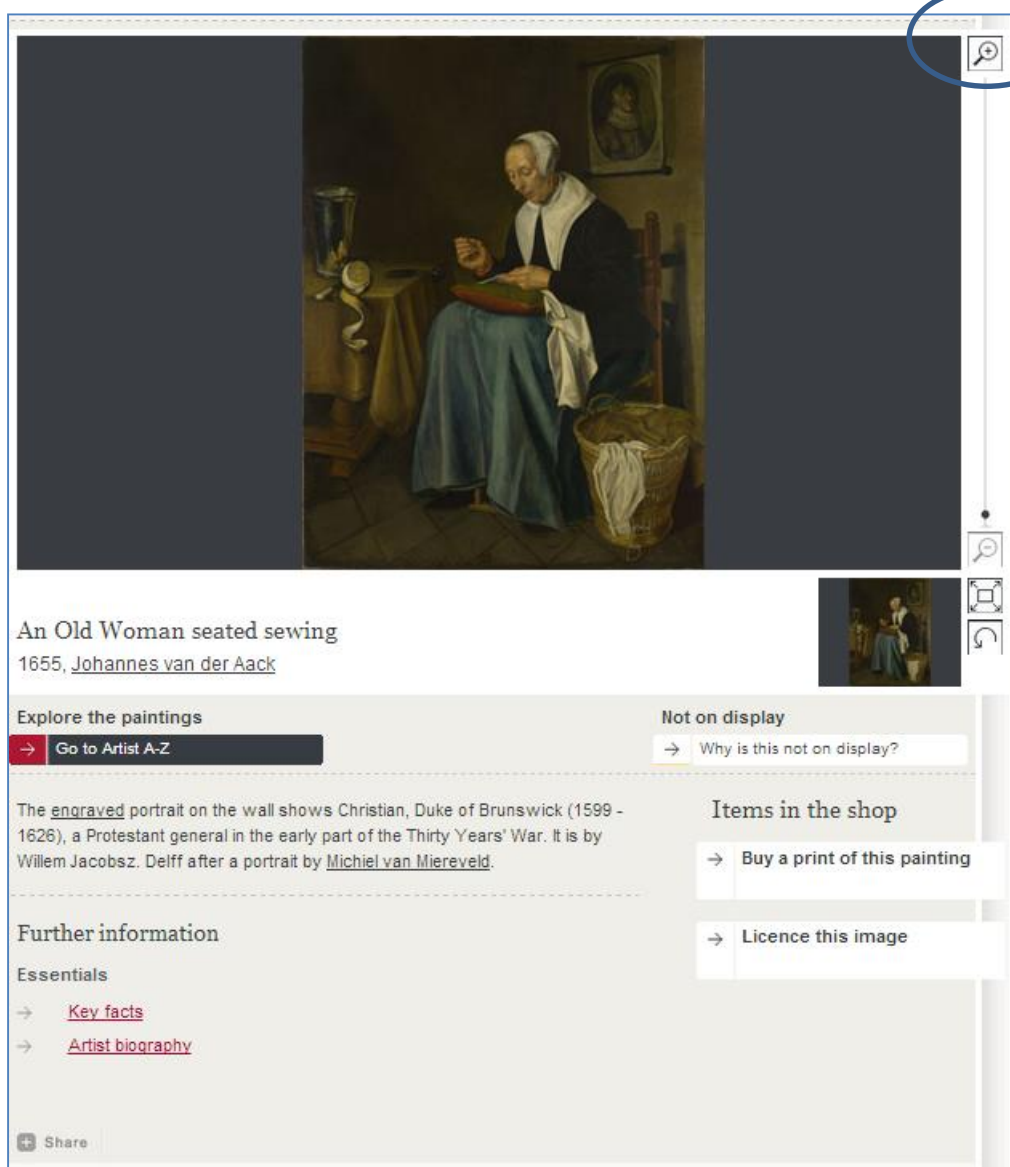 An Old Woman seated sewing
1655, Johannes van der Aack
Explore the paintings
Go to Artist A-Z
Not on display
Why is this not on display?
The engraved portrait on the wall shows Christian, Duke of Brunswick (1599 -
1626), a Protestant general in the early part of the Thirty Years' War. It is by
Willem Jacobsz. Delff after a portrait by Michiel van Miereveld.
Items in the shop
Buy a print of this painting
Licence this image
Further information
Essentials
Key facts
Artist biography
Share